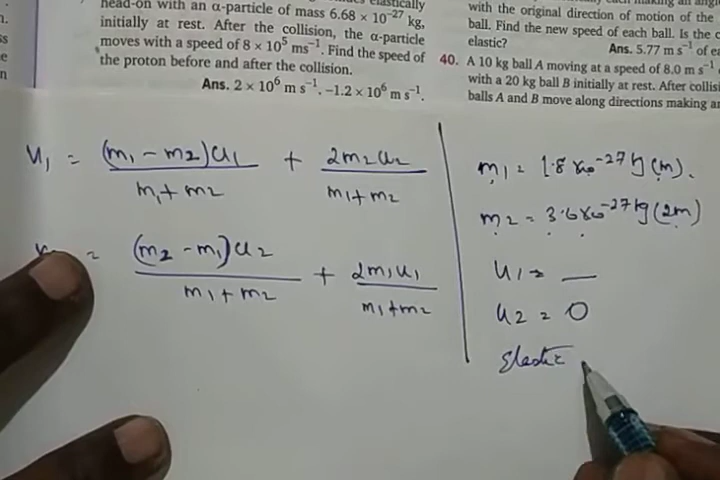 head-on with an α-particle of mass 6.68 × 10⁻²⁷ kg,
initially at rest. After the collision, the α-particle
moves with a speed of 8 × 10⁵ ms⁻¹. Find the speed of
the proton before and after the collision.
Ans. 2 × 10⁶ m s⁻¹. –1.2 × 10⁶ m s⁻¹.
with the original direction of motion of the
ball. Find the new speed of each ball. Is the c
elastic?
Ans. 5.77 m s⁻¹ of e
40. A 10 kg ball A moving at a speed of 8.0 m s⁻¹
with a 20 kg ball B initially at rest. After collis
balls A and B move along directions making a
u₁ = (m₁ – m₂)u₁ / m₁ + m₂ + 2m₂u₂ / m₁ + m₂
= (m₂ – m₁)u₂ / m₁ + m₂ + 2m₁u₁ / m₁ + m₂
m₁ = 1.8 × 10⁻²⁷ kg (m).
m₂ = 3.6 × 10⁻²⁷ kg (2m)
u₁ = —
u₂ = 0
Elastic